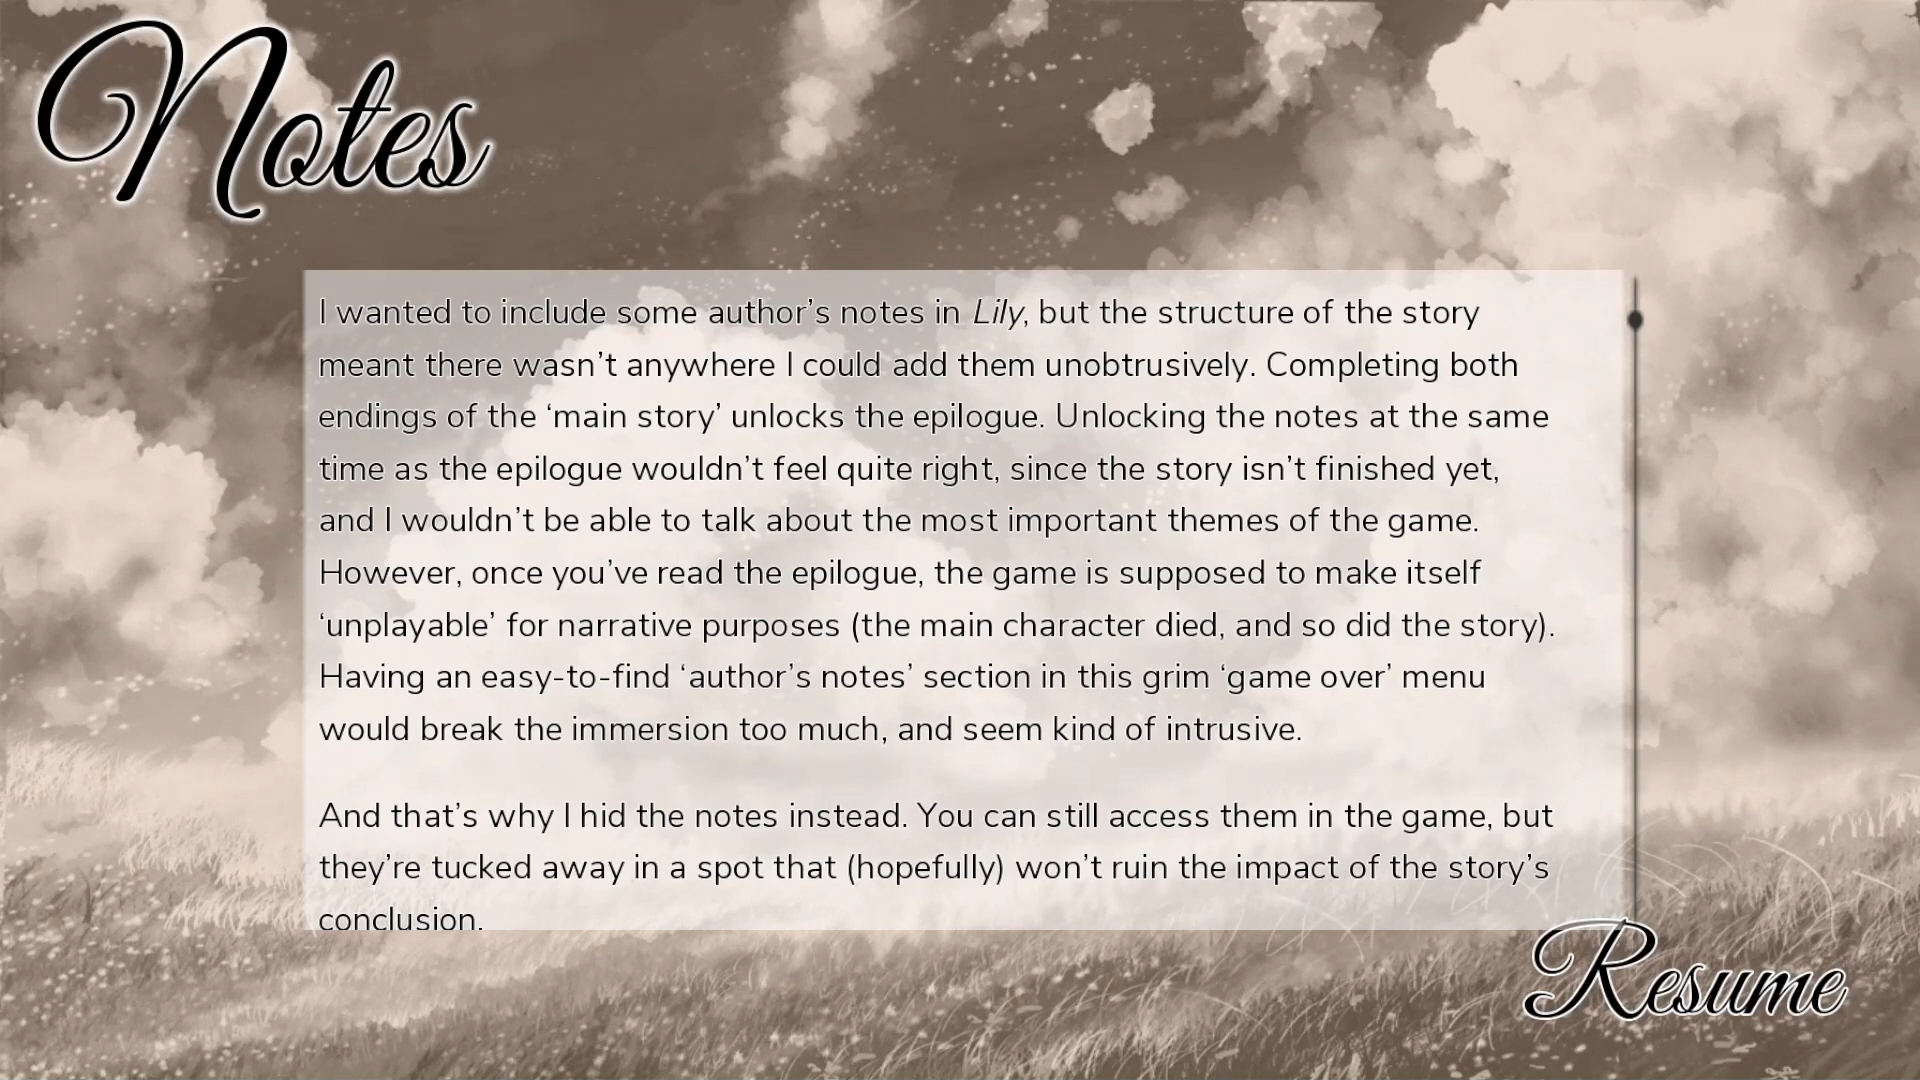 Notes
I wanted to include some author’s notes in Lily, but the structure of the story
meant there wasn’t anywhere I could add them unobtrusively. Completing both
endings of the ‘main story’ unlocks the epilogue. Unlocking the notes at the same
time as the epilogue wouldn’t feel quite right, since the story isn’t finished yet,
and I wouldn’t be able to talk about the most important themes of the game.
However, once you’ve read the epilogue, the game is supposed to make itself
‘unplayable’ for narrative purposes (the main character died, and so did the story).
Having an easy-to-find ‘author’s notes’ section in this grim ‘game over’ menu
would break the immersion too much, and seem kind of intrusive.
And that’s why I hid the notes instead. You can still access them in the game, but
they’re tucked away in a spot that (hopefully) won’t ruin the impact of the story’s
conclusion.
Resume